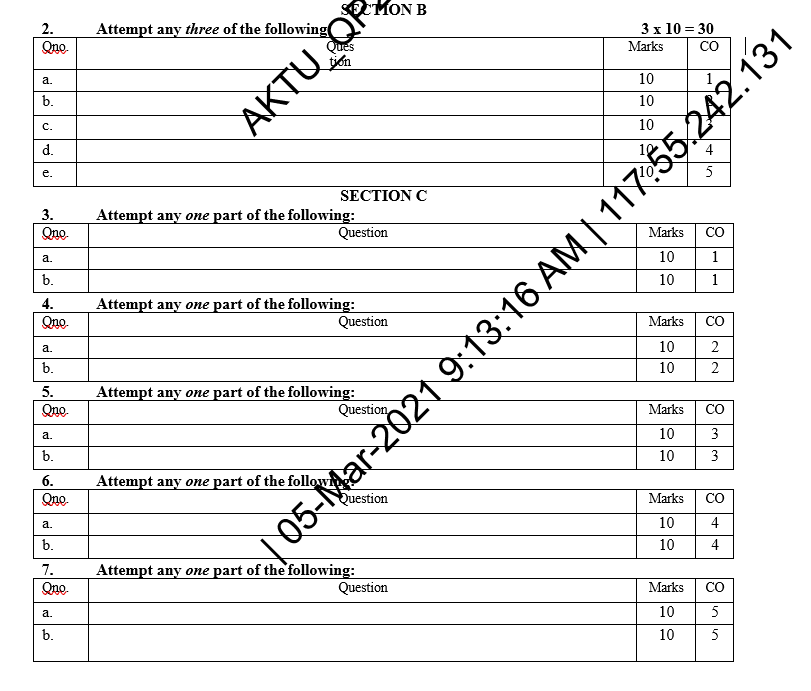 SECTION B
2. Attempt any three of the following 3 x 10 = 30
Qno. Ques Marks CO
tion
a. 10 1
b. 10
c. 10 3
d. 10 4
e. 10 5
SECTION C
3. Attempt any one part of the following:
Qno. Question Marks CO
a. 10 1
b. 10 1
4. Attempt any one part of the following:
Qno. Question Marks CO
a. 10 2
b. 10 2
5. Attempt any one part of the following:
Qno. Question Marks CO
a. 10 3
b. 10 3
6. Attempt any one part of the following:
Qno. Question Marks CO
a. 10 4
b. 10 4
7. Attempt any one part of the following:
Qno. Question Marks CO
a. 10 5
b. 10 5
| 05-Mar-2021 9:13:16 AM | 117.55.242.131